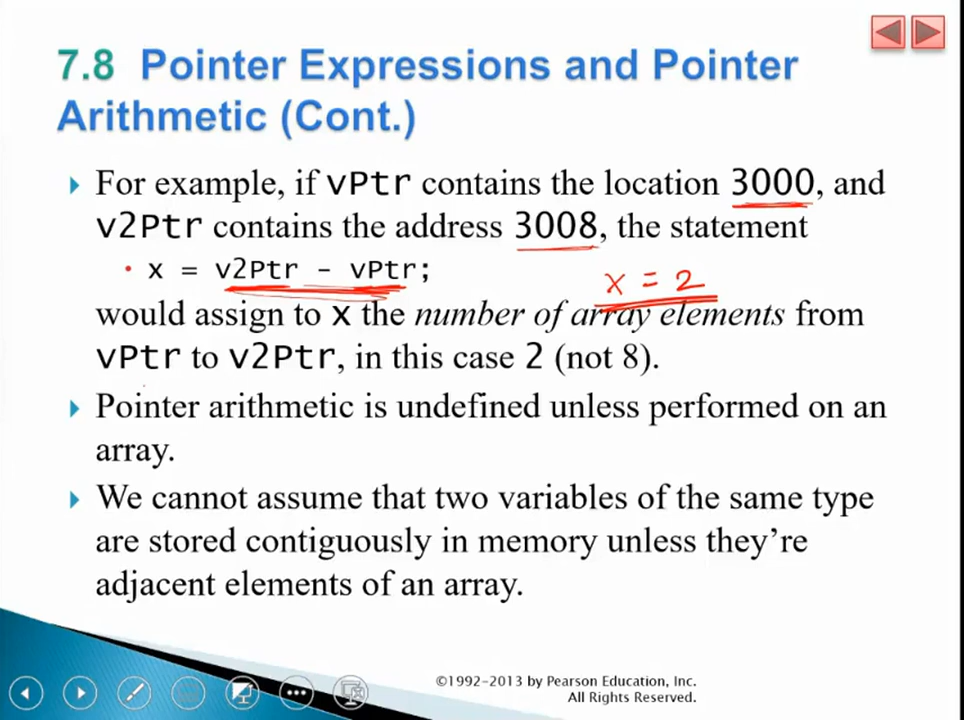 7.8 Pointer Expressions and Pointer
Arithmetic (Cont.)
For example, if vPtr contains the location 3000, and
v2Ptr contains the address 3008, the statement
• x = v2Ptr - vPtr;
x = 2
would assign to x the number of array elements from
vPtr to v2Ptr, in this case 2 (not 8).
Pointer arithmetic is undefined unless performed on an
array.
We cannot assume that two variables of the same type
are stored contiguously in memory unless they’re
adjacent elements of an array.
©1992-2013 by Pearson Education, Inc.
All Rights Reserved.